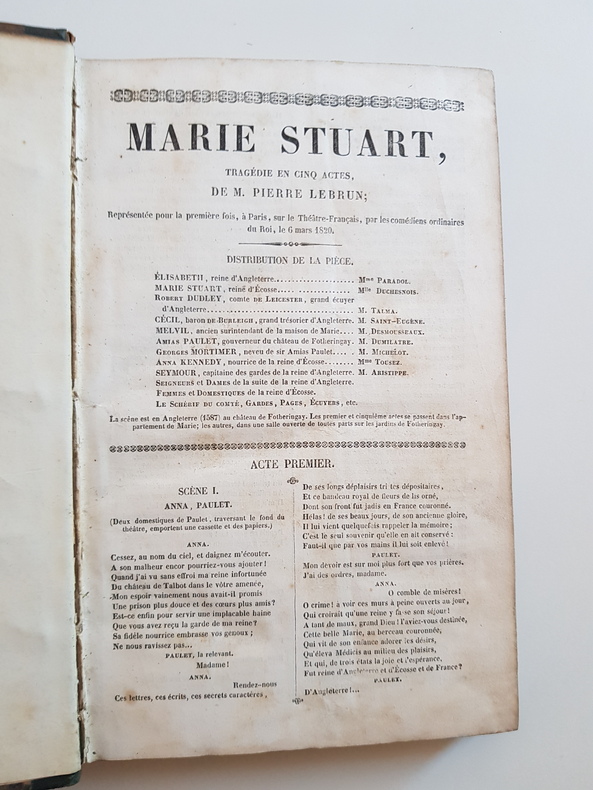 MARIE STUART,
TRAGÉDIE EN CINQ ACTES,
DE M. PIERRE LEBRUN;
Représentée pour la première fois, à Paris, sur le Théâtre-Français, par les comédiens ordinaires
du Roi, le 6 mars 1820.
DISTRIBUTION DE LA PIÈCE.
ÉLISABETH, reine d'Angleterre...................... Mme PARADOL.
MARIE STUART, reine d'Écosse..... ................. Mlle DUCHESNOIS.
ROBERT DUDLEY, comte DE LEICESTER, grand écuyer
d'Angleterre.................................... M. TALMA.
CÉCIL, baron DE BURLEIGH, grand trésorier d'Angleterre. M. SAINT-EUGÈNE.
MELVIL, ancien surintendant de la maison de Marie.... M. DESMOUSSEAUX.
AMIAS PAULET, gouverneur du château de Fotheringay. M. DUMILATRE.
GEORGES MORTIMER, neveu de sir Amias Paulet.... . M. MICHELOT.
ANNA KENNEDY, nourrice de la reine d'Écosse........ Mme TOUSEZ.
SEYMOUR, capitaine des gardes de la reine d'Angleterre. M. ARISTIPPE.
SEIGNEURS et DAMES de la suite de la reine d'Angleterre.
FEMMES et DOMESTIQUES de la reine d'Écosse.
LE SCHÉRIF DU COMTÉ, GARDES, PAGES, ÉCUYERS, etc.
La scène est en Angleterre (1587) au château de Fotheringay. Les premier et cinquième actes se passent dans l'ap-
partement de Marie; les autres, dans une salle ouverte de toutes parts sur les jardins de Fotheringay.
ACTE PREMIER.
SCÈNE I.
ANNA, PAULET.
(Deux domestiques de Paulet, traversant le fond du
théâtre, emportent une cassette et des papiers.)
ANNA.
Cessez, au nom du ciel, et daignez m'écouter.
A son malheur encor pourriez-vous ajouter!
Quand j'ai vu sans effroi ma reine infortunée
Du château de Talbot dans le vôtre amenée,
Mon espoir vainement nous avait-il promis
Une prison plus douce et des cœurs plus amis?
Est-ce enfin pour servir une implacable haine
Que vous avez reçu la garde de ma reine?
Sa fidèle nourrice embrasse vos genoux;
Ne nous ravissez pas...
PAULET, la relevant.
Madame!
ANNA.
Rendez-nous
Ces lettres, ces écrits, ces secrets caractères,
De ses longs déplaisirs tristes dépositaires,
Et ce bandeau royal de fleurs de lis orné,
Dont son front fut jadis en France couronné.
Hélas! de ses beaux jours, de son ancienne gloire,
Il lui vient quelquefois rappeler la mémoire;
C'est le seul souvenir qu'elle en ait conservé:
Faut-il que par vos mains il lui soit enlevé!
PAULET.
Mon devoir est sur moi plus fort que vos prières.
J'ai des ordres, madame.
ANNA.
O comble de misères!
O crime! à voir ces murs à peine ouverts au jour,
Qui croirait qu'une reine y fasse son séjour!
A tant de maux, grand Dieu! l'aviez-vous destinée,
Cette belle Marie, au berceau couronnée,
Qui vit de son enfance adorer les désirs,
Qu'éleva Médicis au milieu des plaisirs,
Et qui, de trois états la joie et l'espérance,
Fut reine d'Angleterre et d'Écosse et de France?
PAULET.
D'Angleterre!...